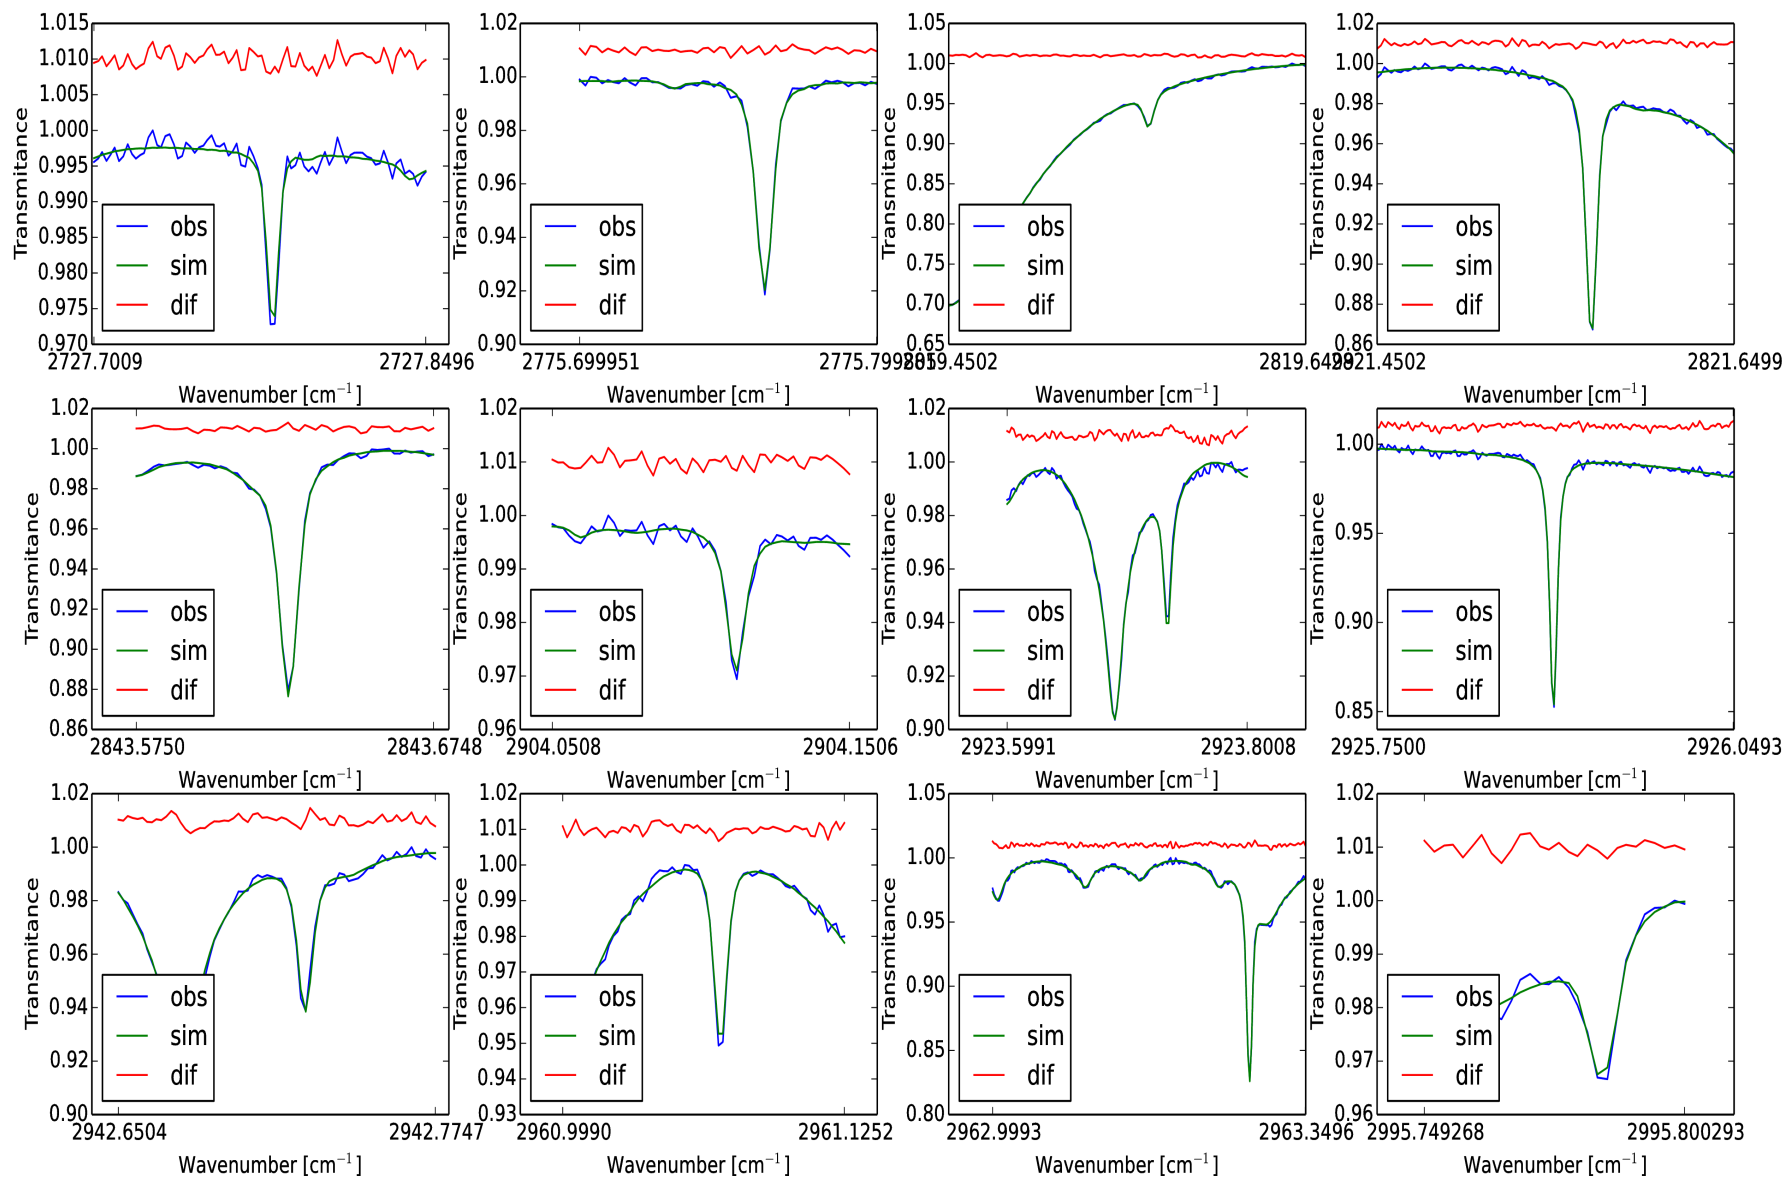 1.015
1.010
1.005
1.000
0.995
0.990
0.985
0.980
0.975
0.970
Transmitance
obs
sim
dif
2727.7009 2727.8496
Wavenumber [cm−1]
1.02
1.00
0.98
0.96
0.94
0.92
0.90
Transmitance
obs
sim
dif
2775.699951
Wavenumber [cm−1]
1.05
1.00
0.95
0.90
0.85
0.80
0.75
0.70
0.65
Transmitance
obs
sim
dif
2819.4502
Wavenumber [cm−1]
1.02
1.00
0.98
0.96
0.94
0.92
0.90
0.88
0.86
Transmitance
obs
sim
dif
2821.4502 2821.6499
Wavenumber [cm−1]
1.02
1.00
0.98
0.96
0.94
0.92
0.90
0.88
0.86
Transmitance
obs
sim
dif
2843.5750 2843.6748
Wavenumber [cm−1]
1.02
1.01
1.00
0.99
0.98
0.97
0.96
Transmitance
obs
sim
dif
2904.0508 2904.1506
Wavenumber [cm−1]
1.02
1.00
0.98
0.96
0.94
0.92
0.90
Transmitance
obs
sim
dif
2923.5991 2923.8008
Wavenumber [cm−1]
1.00
0.95
0.90
0.85
Transmitance
obs
sim
dif
2925.7500 2926.0493
Wavenumber [cm−1]
1.02
1.00
0.98
0.96
0.94
0.92
0.90
Transmitance
obs
sim
dif
2942.6504 2942.7747
Wavenumber [cm−1]
1.02
1.01
1.00
0.99
0.98
0.97
0.96
0.95
0.94
0.93
Transmitance
obs
sim
dif
2960.9990 2961.1252
Wavenumber [cm−1]
1.05
1.00
0.95
0.90
0.85
0.80
Transmitance
obs
sim
dif
2962.9993 2963.3496
Wavenumber [cm−1]
1.02
1.01
1.00
0.99
0.98
0.97
0.96
Transmitance
obs
sim
dif
2995.749268 2995.800293
Wavenumber [cm−1]